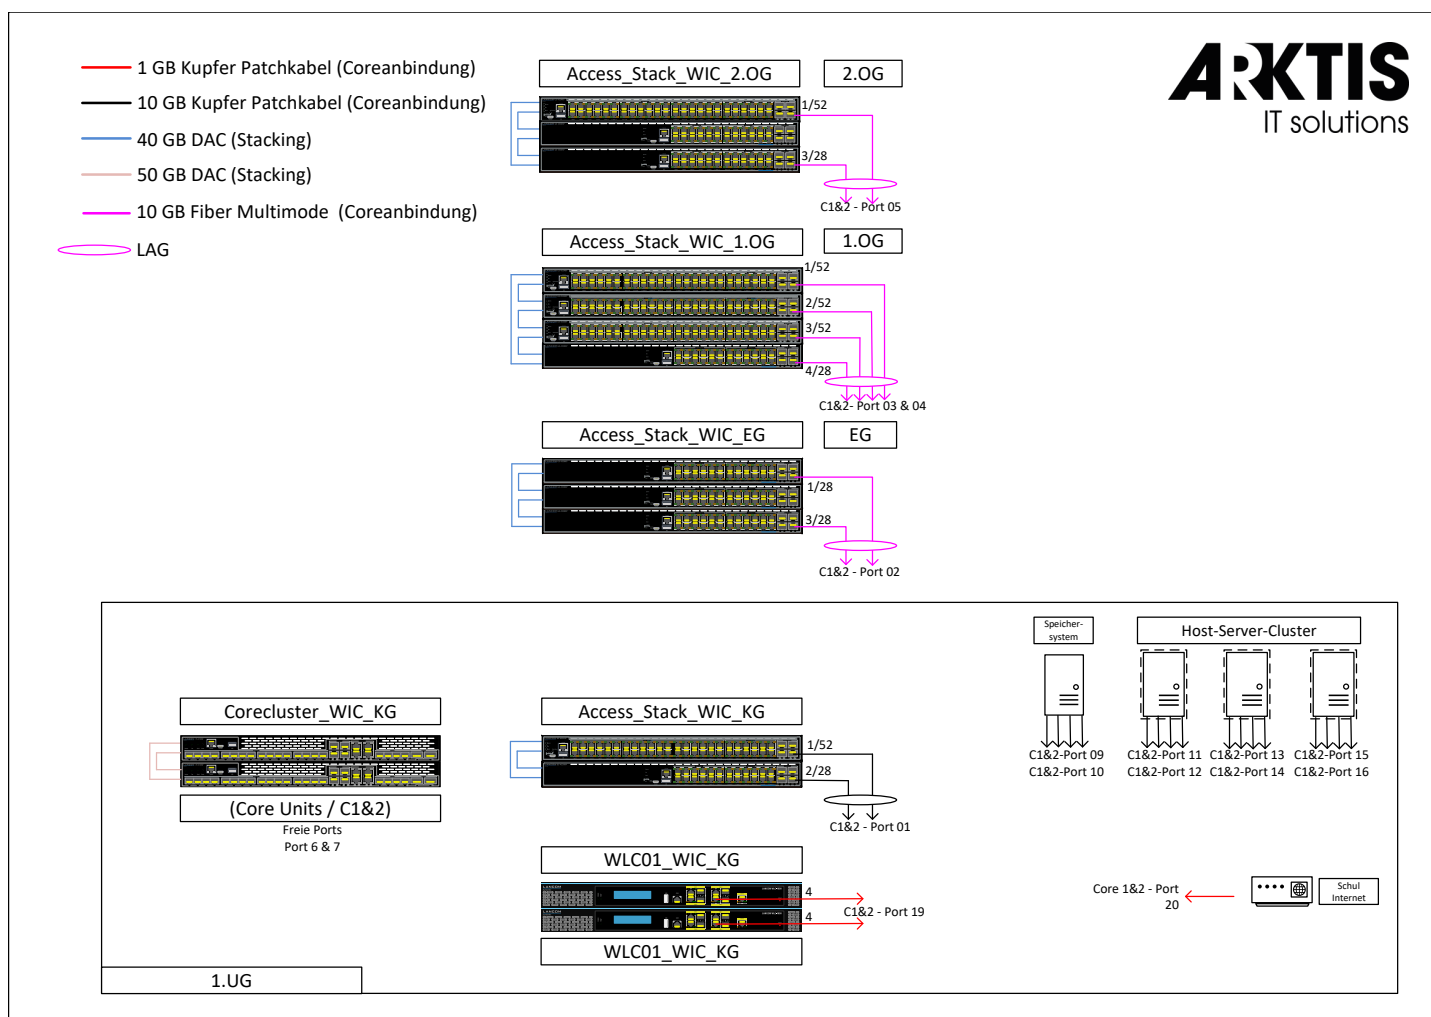 1 GB Kupfer Patchkabel (Coreanbindung)
10 GB Kupfer Patchkabel (Coreanbindung)
40 GB DAC (Stacking)
50 GB DAC (Stacking)
10 GB Fiber Multimode (Coreanbindung)
LAG
ARKTIS
IT solutions
Access_Stack_WIC_2.OG
2.OG
1/52
3/28
C1&2 - Port 05
Access_Stack_WIC_1.OG
1.OG
1/52
2/52
3/52
4/28
C1&2- Port 03 & 04
Access_Stack_WIC_EG
EG
1/28
3/28
C1&2 - Port 02
Corecluster_WIC_KG
(Core Units / C1&2)
Freie Ports
Port 6 & 7
Access_Stack_WIC_KG
1/52
2/28
C1&2 - Port 01
WLC01_WIC_KG
LANCOM
4
LANCOM
4
C1&2 - Port 19
WLC01_WIC_KG
Speicher-
system
Host-Server-Cluster
C1&2-Port 09
C1&2-Port 10
C1&2-Port 11
C1&2-Port 12
C1&2-Port 13
C1&2-Port 14
C1&2-Port 15
C1&2-Port 16
Core 1&2 - Port
20
Schul
Internet
1.UG